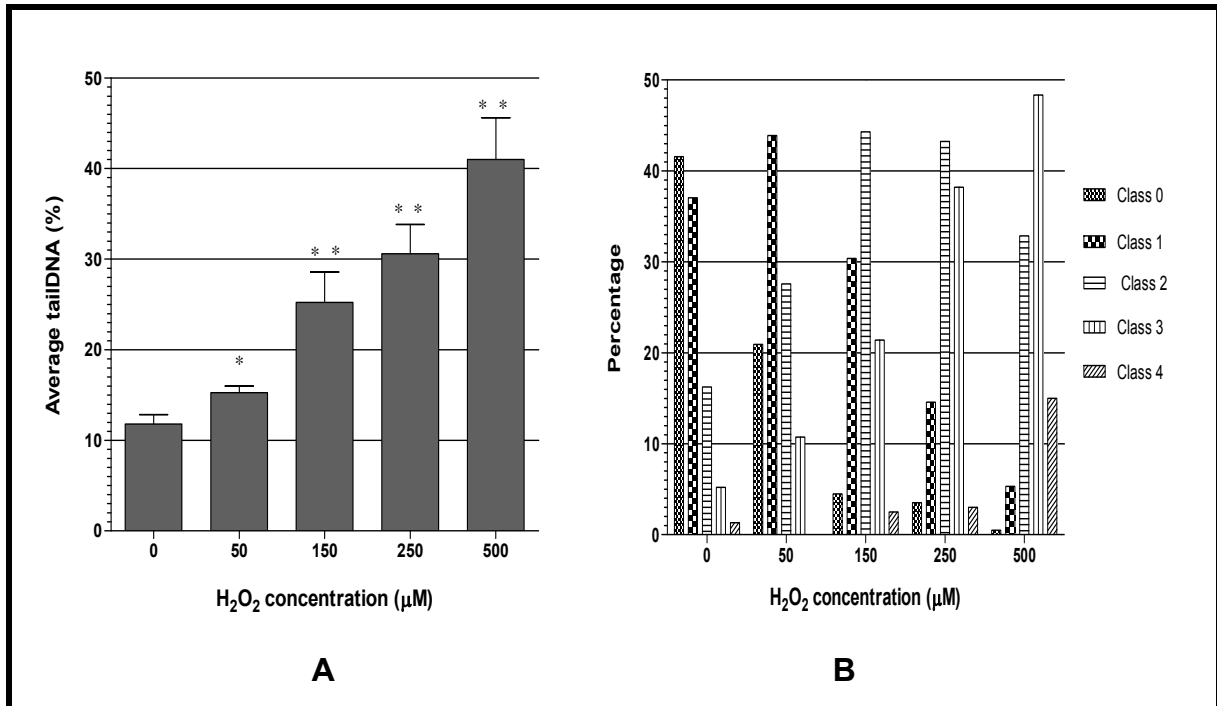 50
40
30
20
10
0
Average tailDNA (%)
* * * * * * * * *
0 50 150 250 500
H₂O₂ concentration (µM)
A
50
40
30
20
10
0
Percentage
0 50 150 250 500
H₂O₂ concentration (µM)
B
Class 0
Class 1
Class 2
Class 3
Class 4